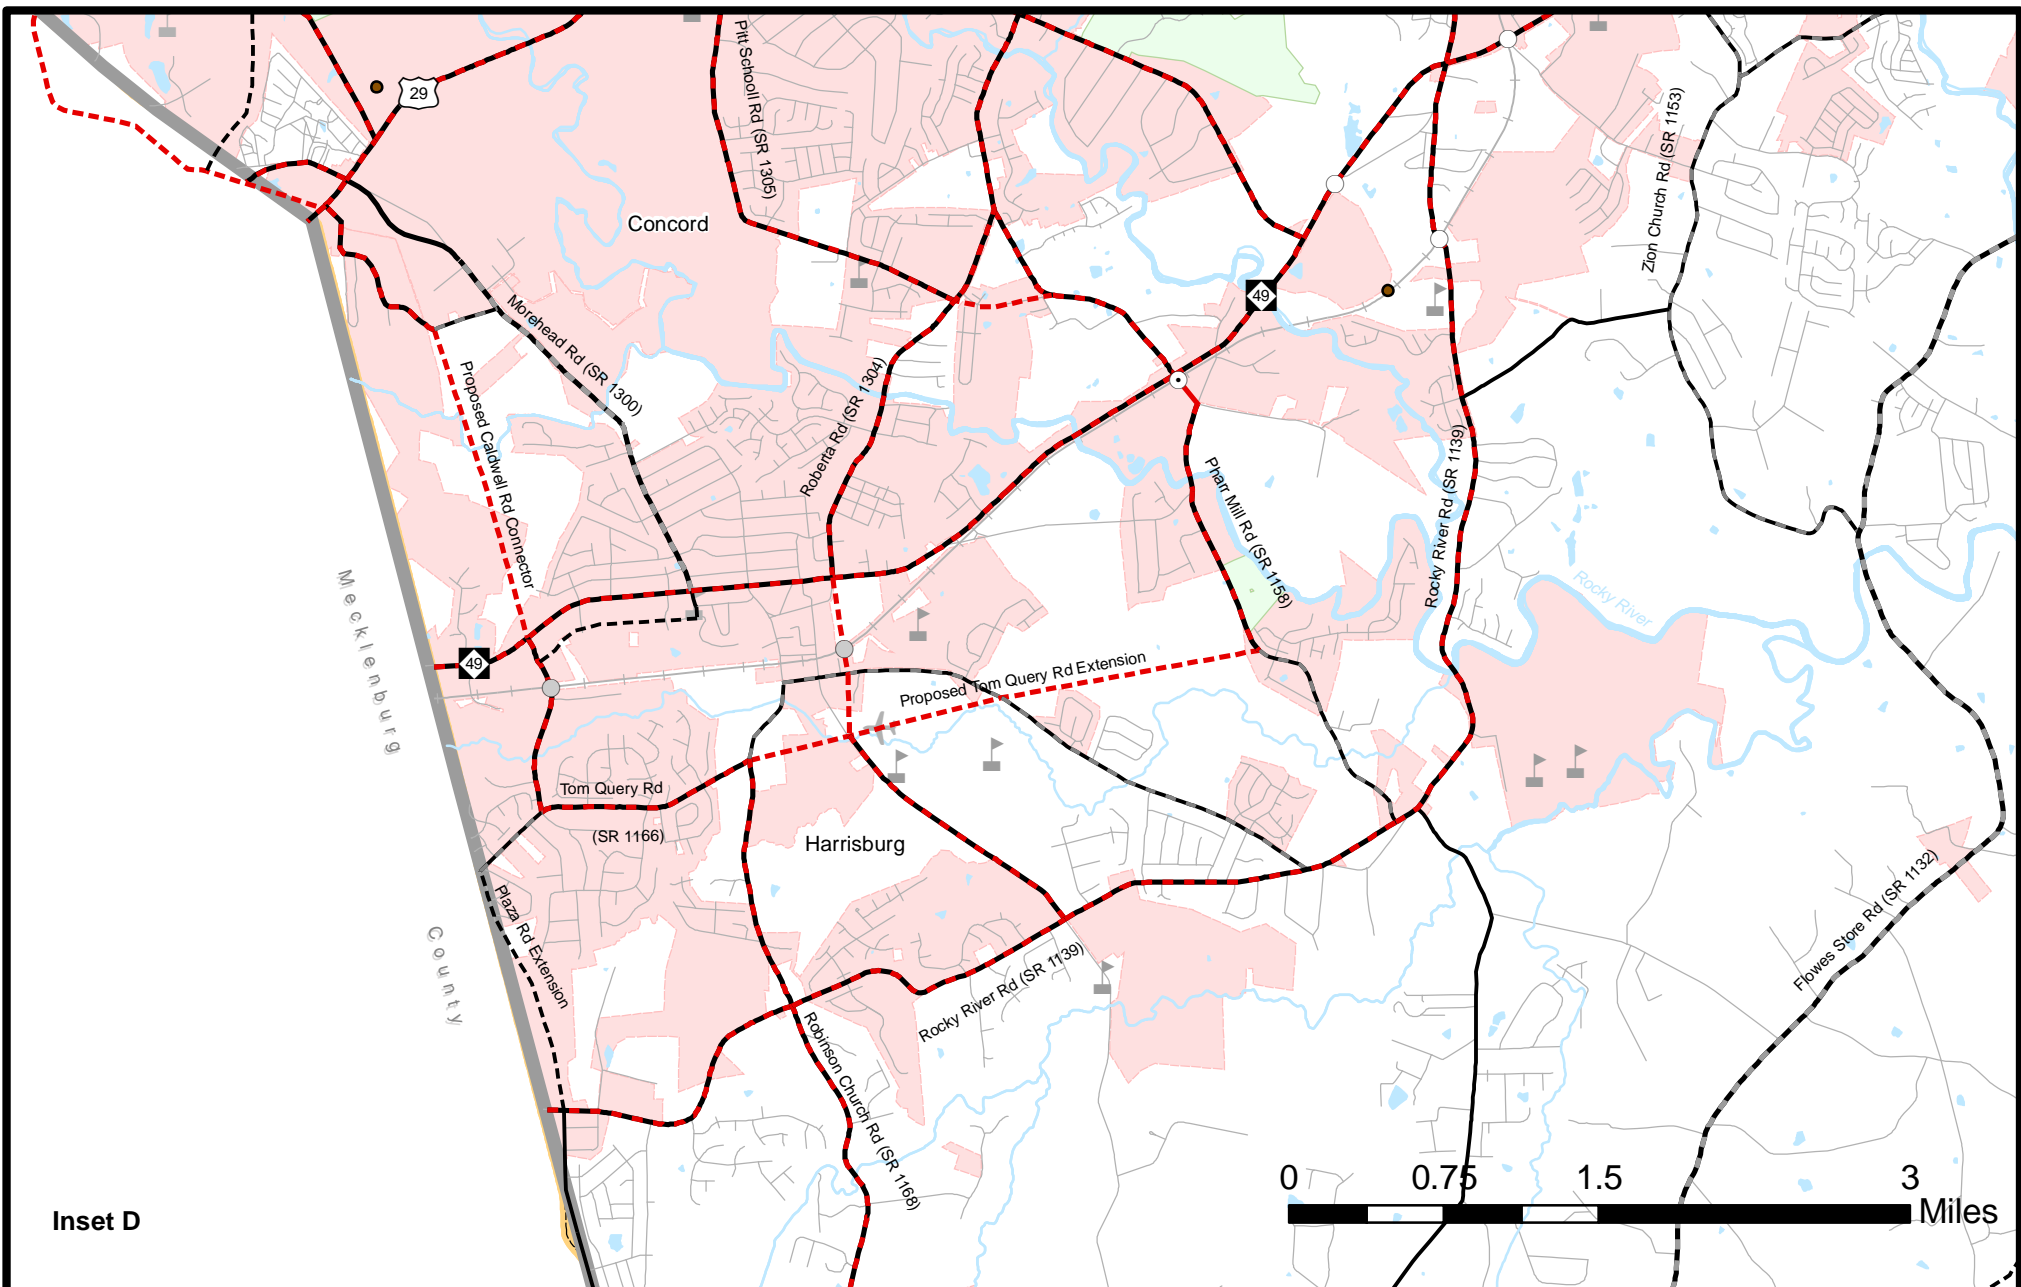 29
Pitt Scholl Rd (SR 1305)
Zion Church Rd (SR 1153)
Concord
49
Morehead Rd (SR 1300)
Proposed Caldwell Rd Connector
Roberta Rd (SR 1304)
Pharr Mill Rd (SR 1158)
Rocky River Rd (SR 1139)
Rocky River
Mecklenburg
County
49
Proposed Tom Query Rd Extension
Tom Query Rd
(SR 1166)
Harrisburg
Plaza Rd Extension
Rocky River Rd (SR 1139)
Flowes Store Rd (SR 1132)
Robinson Church Rd (SR 1168)
0 0.75 1.5 3
Miles
Inset D